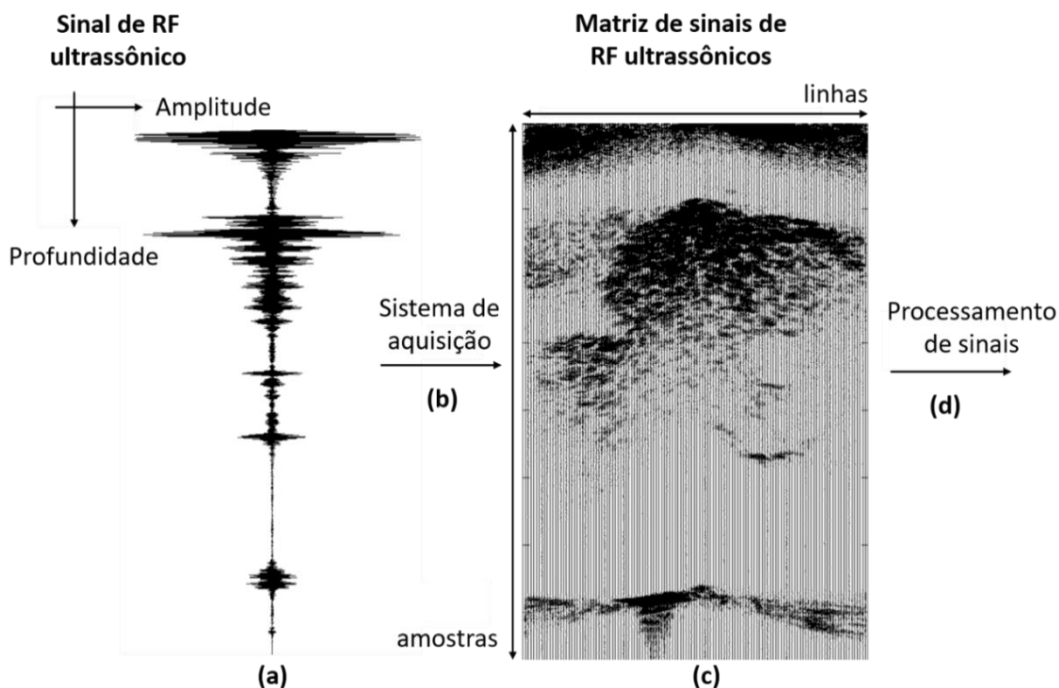 Sinal de RF
ultrassônico
Amplitude
Profundidade
(a)
Sistema de
aquisição
(b)
Matriz de sinais de
RF ultrassônicos
linhas
amostras
(c)
Processamento
de sinais
(d)